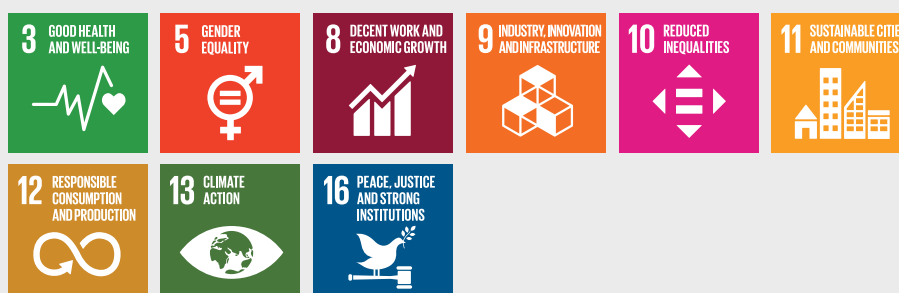 3 GOOD HEALTH
AND WELL-BEING
5 GENDER
EQUALITY
8 DECENT WORK AND
ECONOMIC GROWTH
9 INDUSTRY, INNOVATION
AND INFRASTRUCTURE
10 REDUCED
INEQUALITIES
11 SUSTAINABLE CITIE
AND COMMUNITIES
12 RESPONSIBLE
CONSUMPTION
AND PRODUCTION
13 CLIMATE
ACTION
16 PEACE, JUSTICE
AND STRONG
INSTITUTIONS